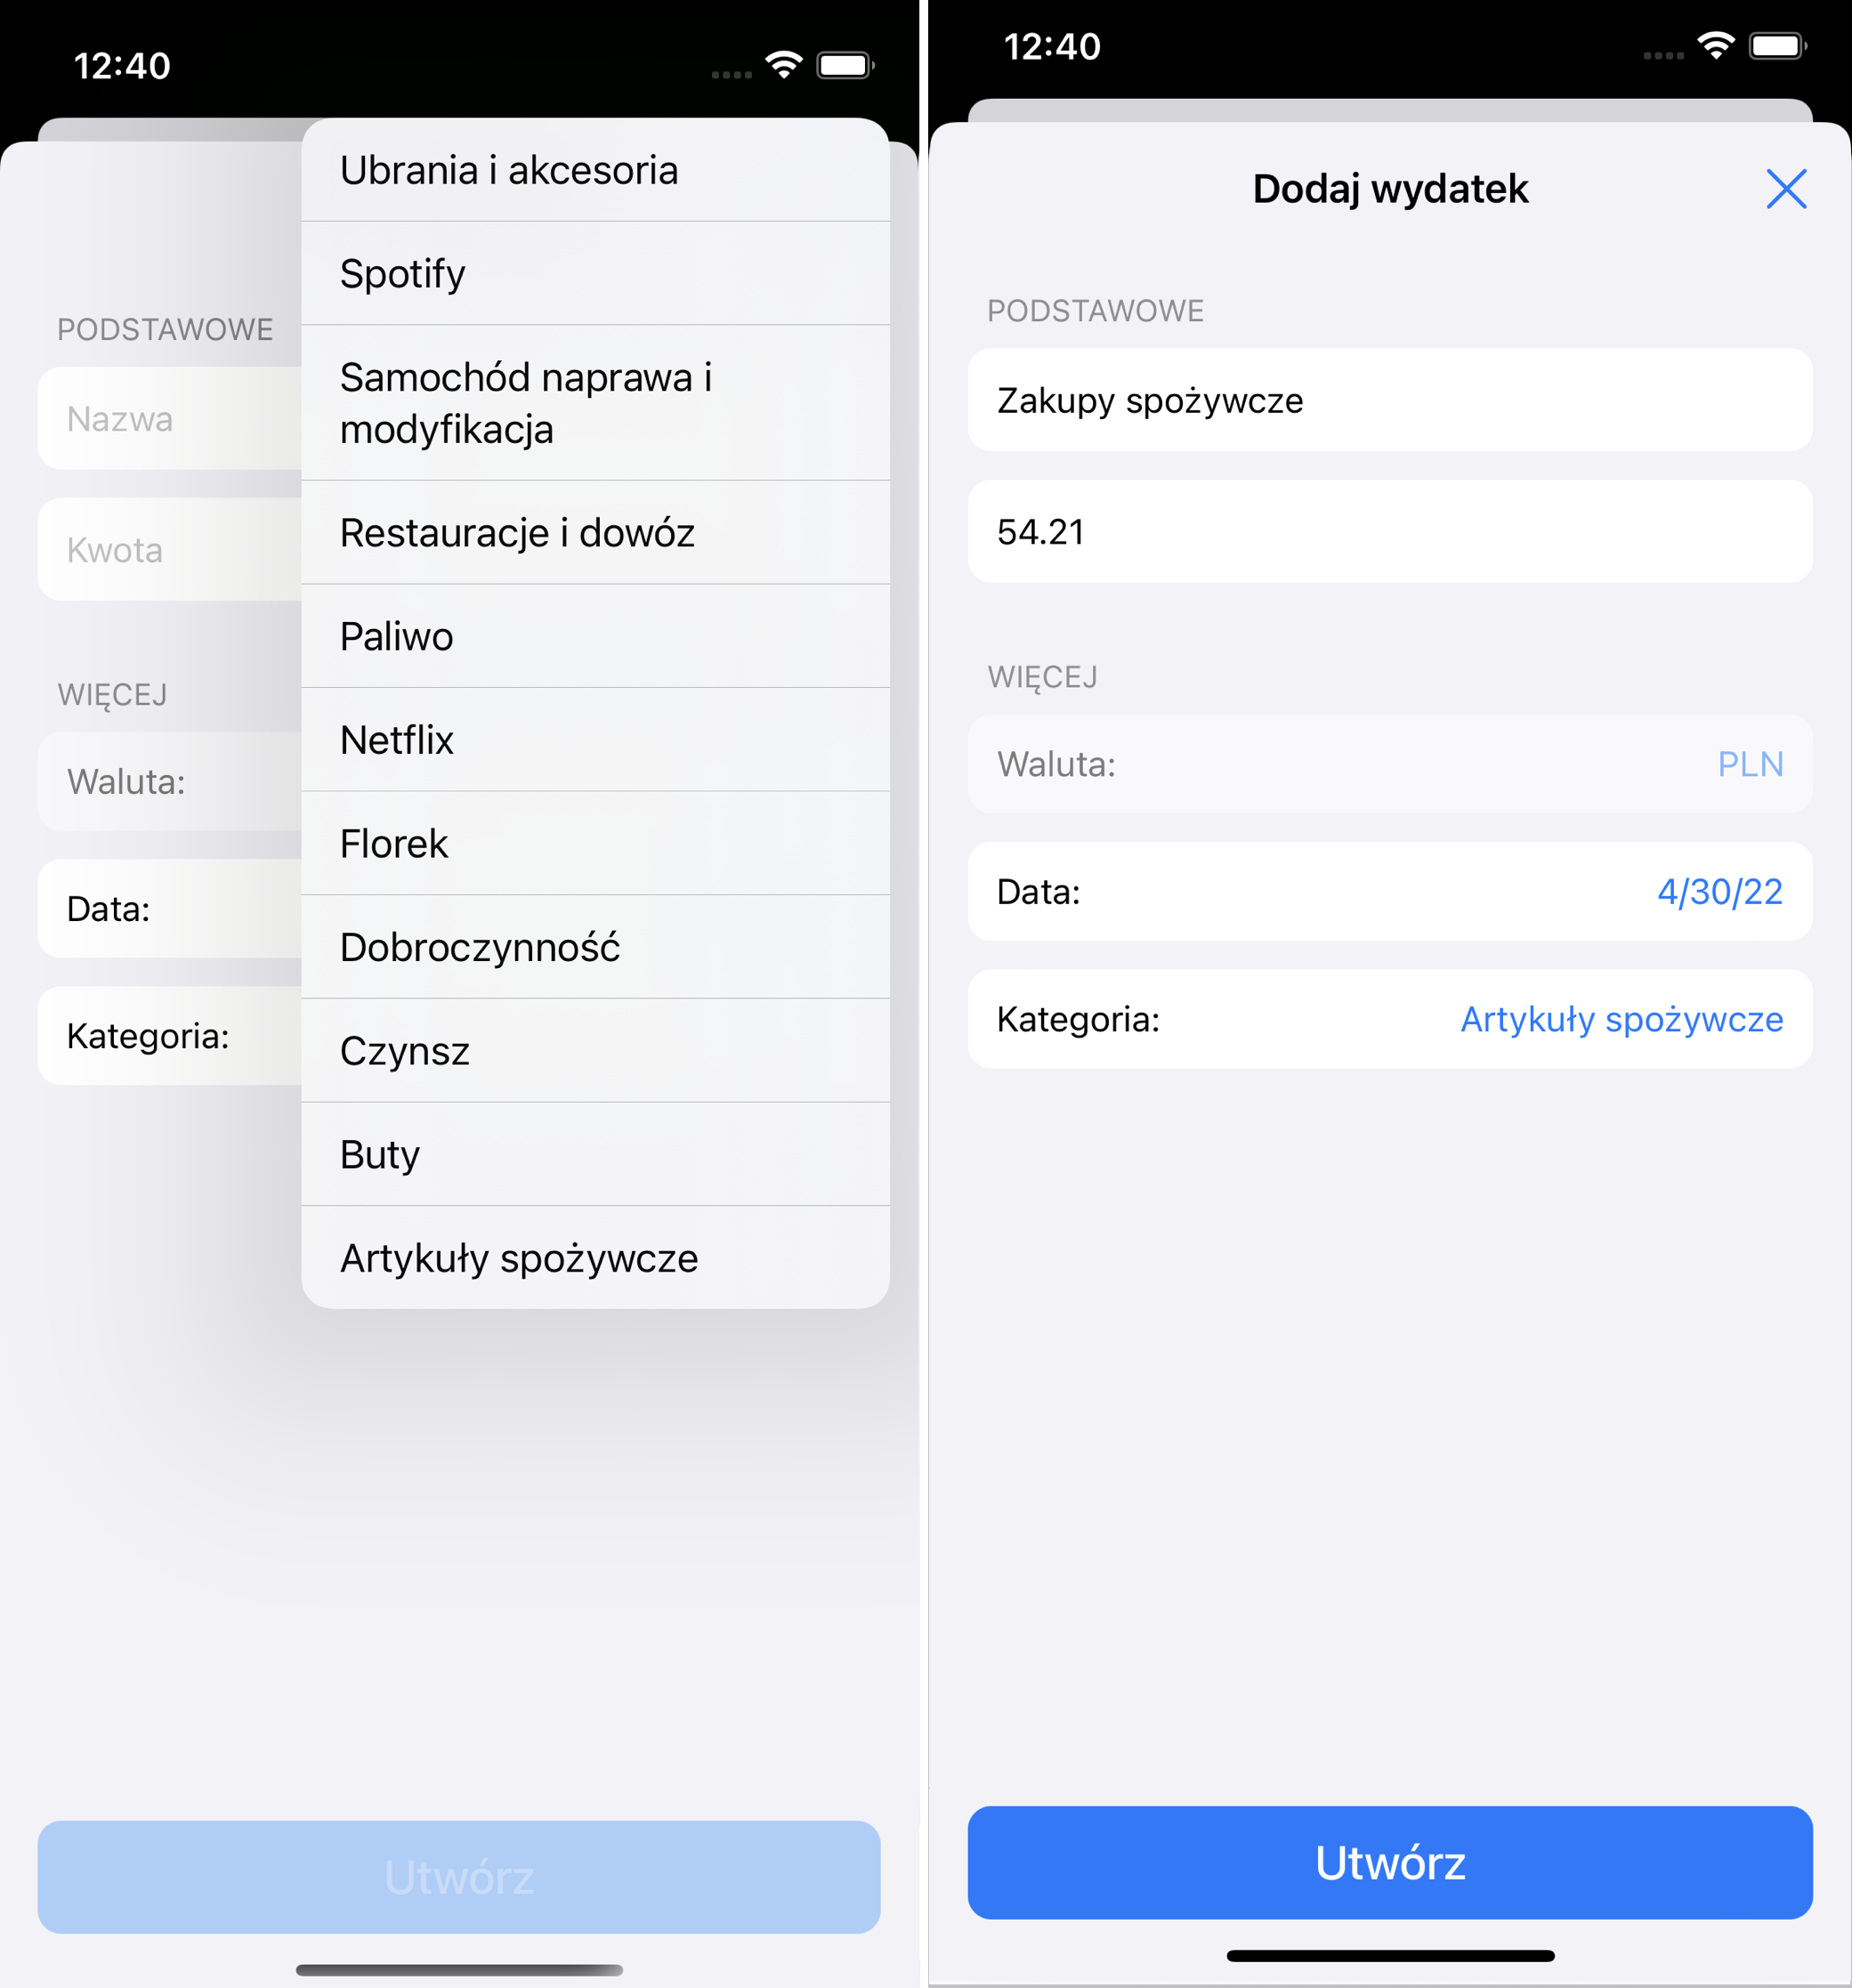 12:40
Ubrania i akcesoria
Spotify
Samochód naprawa i
modyfikacja
Restauracje i dowóz
Paliwo
Netflix
Florek
Dobroczynność
Czynsz
Buty
Artykuły spożywcze
PODSTAWOWE
Nazwa
Kwota
WIĘCEJ
Waluta:
Data:
Kategoria:
Utwórz
12:40
Dodaj wydatek
PODSTAWOWE
Zakupy spożywcze
54.21
WIĘCEJ
Waluta: PLN
Data: 4/30/22
Kategoria: Artykuły spożywcze
Utwórz